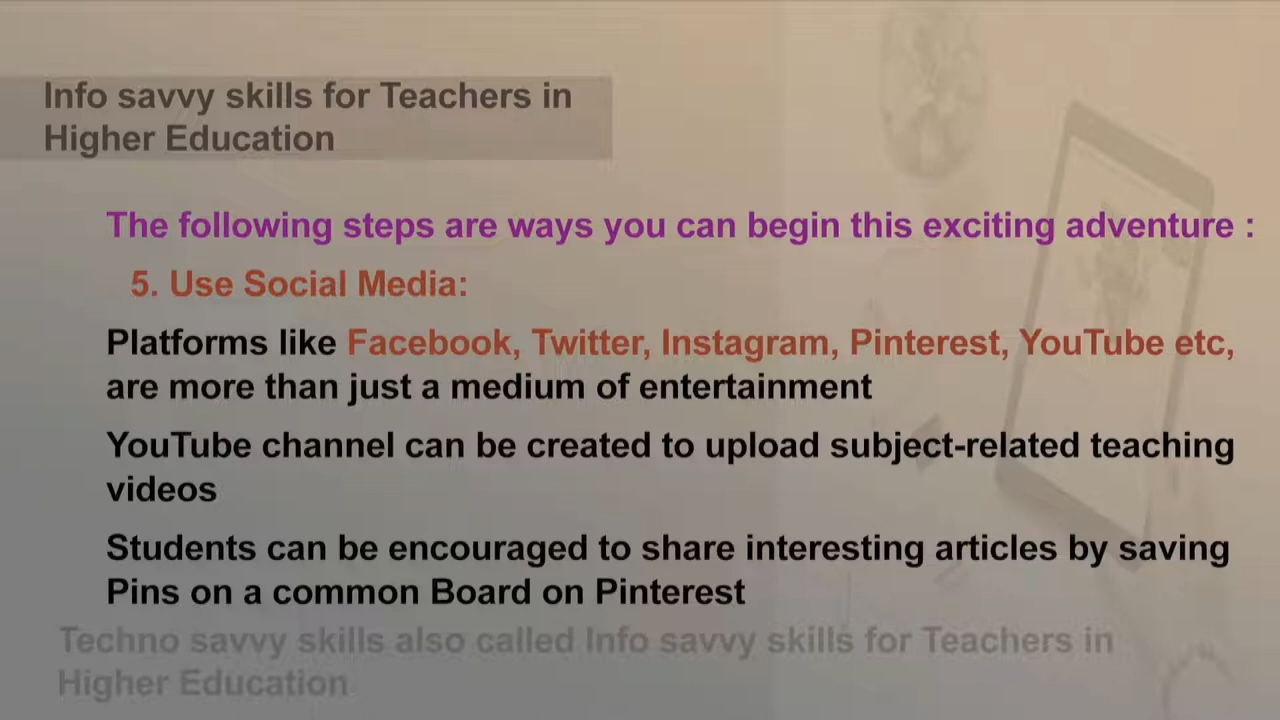 Info savvy skills for Teachers in
Higher Education
The following steps are ways you can begin this exciting adventure :
5. Use Social Media:
Platforms like Facebook, Twitter, Instagram, Pinterest, YouTube etc,
are more than just a medium of entertainment
YouTube channel can be created to upload subject-related teaching
videos
Students can be encouraged to share interesting articles by saving
Pins on a common Board on Pinterest
Techno savvy skills also called Info savvy skills for Teachers in
Higher Education